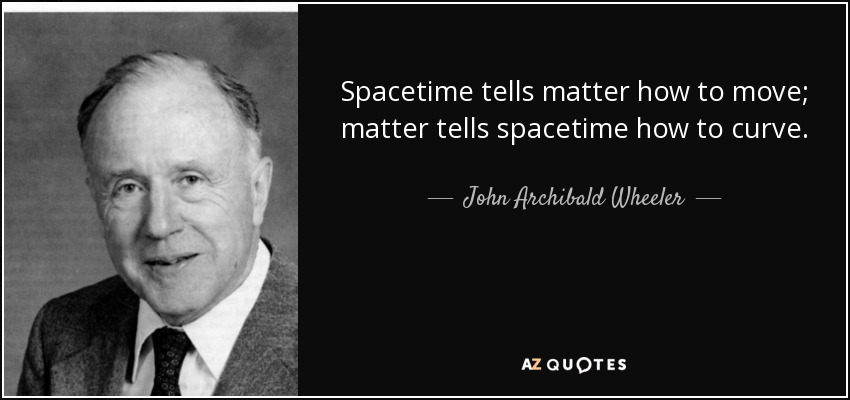 Spacetime tells matter how to move;
matter tells spacetime how to curve.
John Archibald Wheeler
AZ QUOTES